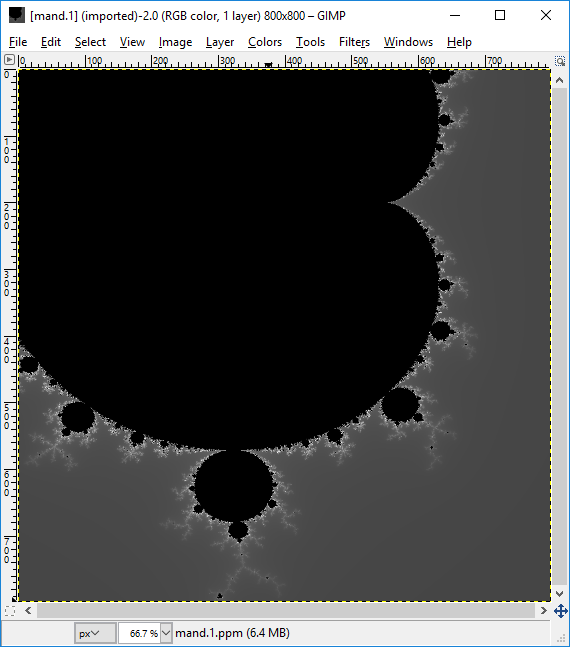 [mand.1] (imported)-2.0 (RGB color, 1 layer) 800x800 – GIMP
File Edit Select View Image Layer Colors Tools Filters Windows Help
0 100 200 300 400 500 600 700
0
100
200
300
400
500
600
700
px 66.7 % mand.1.ppm (6.4 MB)